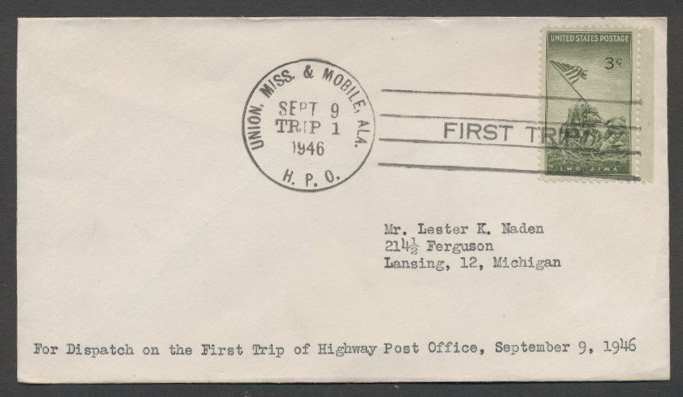 UNITED STATES POSTAGE
3¢
UNION, MISS. & MOBILE, ALA.
SEPT 9
TRIP 1
1946
H. P. O.
FIRST TRIP
IWO JIMA
Mr. Lester K. Naden
214½ Ferguson
Lansing, 12, Michigan
For Dispatch on the First Trip of Highway Post Office, September 9, 1946